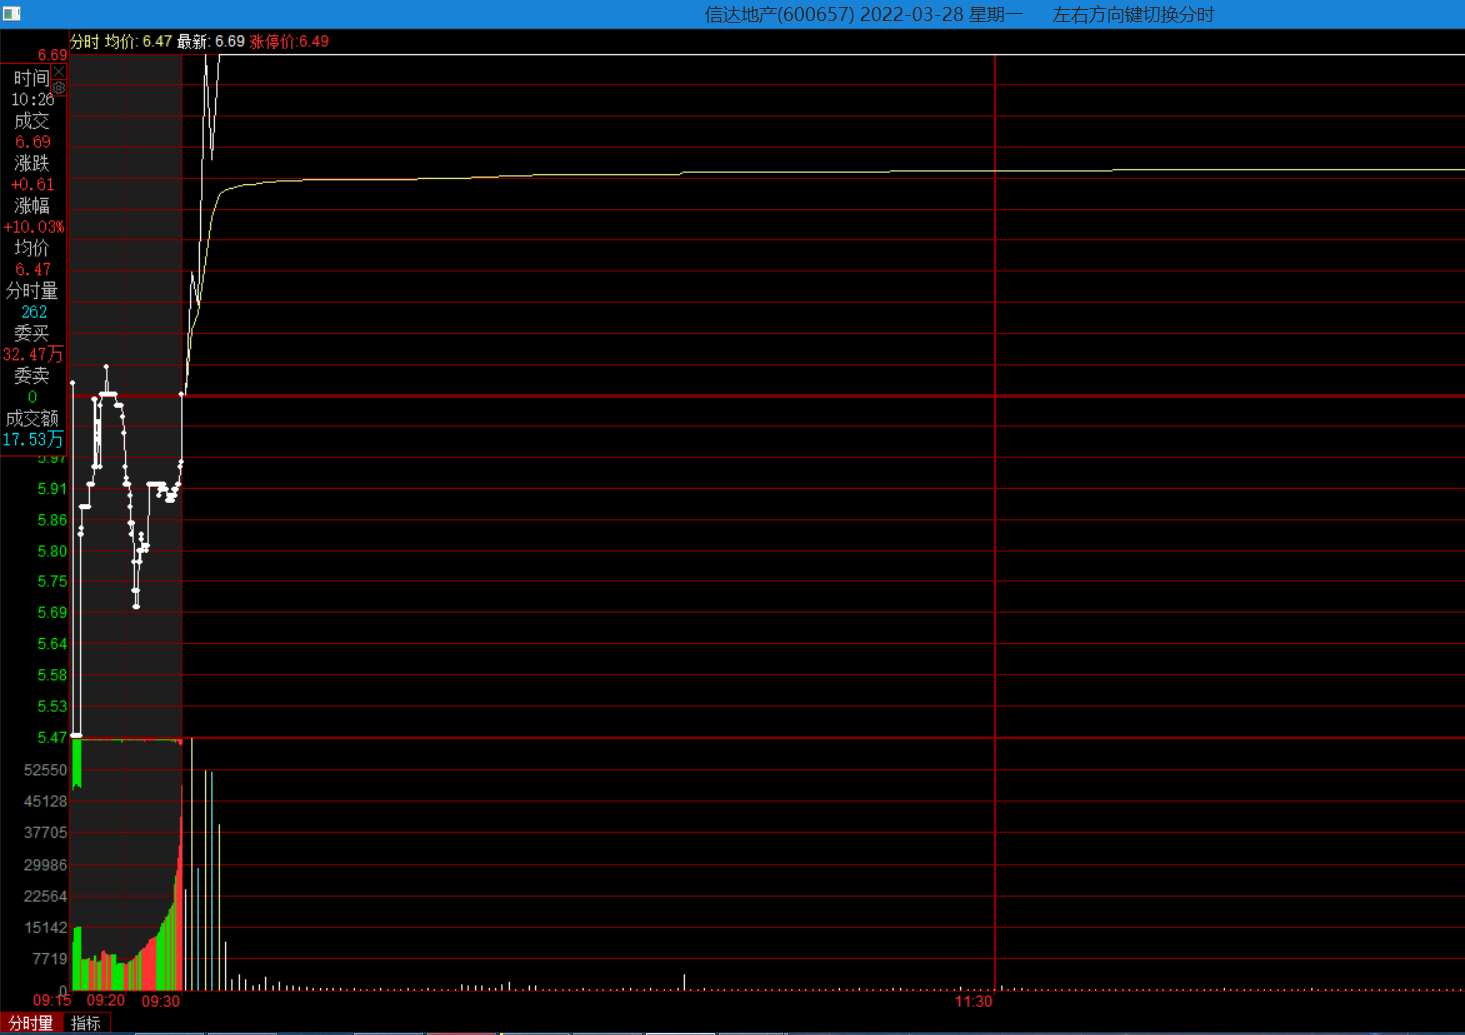 信达地产(600657) 2022-03-28 星期一 左右方向键切换分时
分时 均价: 6.47 最新: 6.69 涨停价:6.49
6.69
时间
10:26
成交
6.69
涨跌
+0.61
涨幅
+10.03%
均价
6.47
分时量
262
委买
32.47万
委卖
0
成交额
17.53万
5.97
5.91
5.86
5.80
5.75
5.69
5.64
5.58
5.53
5.47
52550
45128
37705
29986
22564
15142
7719
0
09:15 09:20 09:30 11:30
分时量 指标